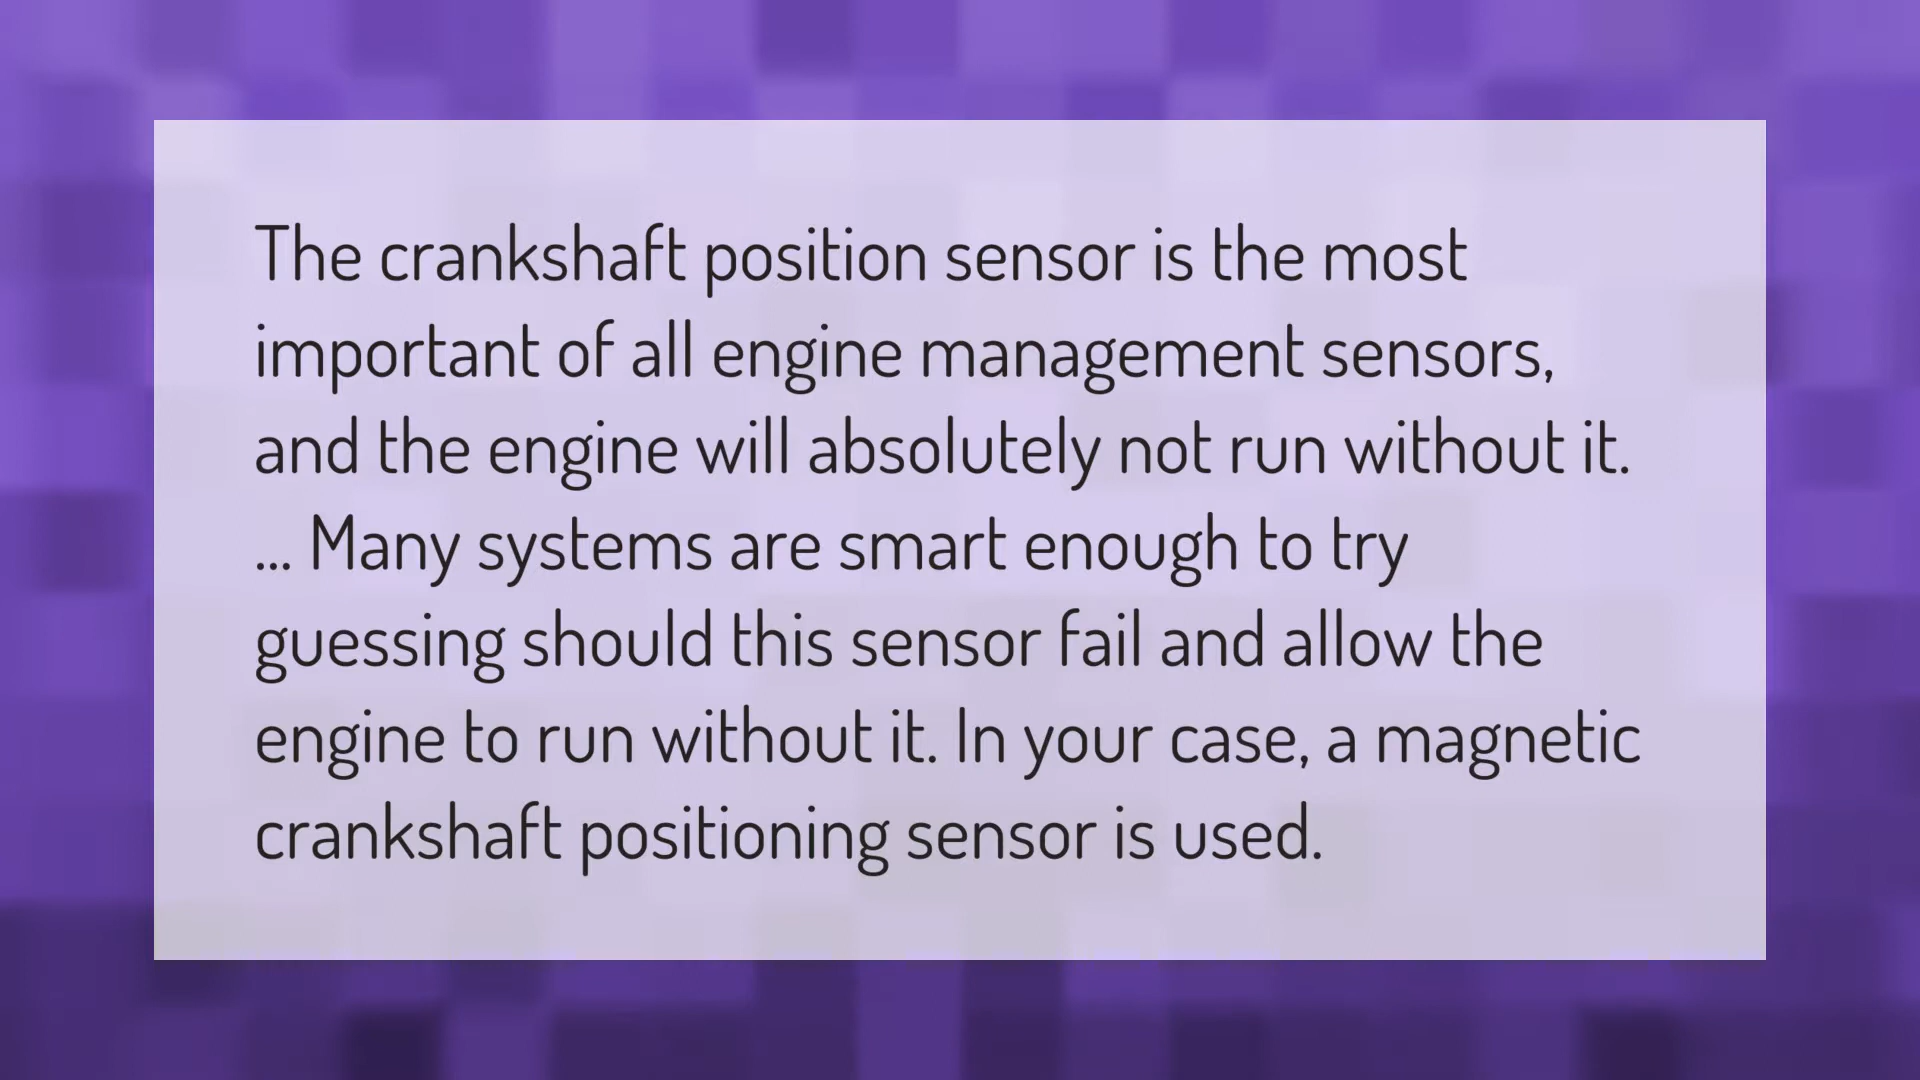 The crankshaft position sensor is the most
important of all engine management sensors,
and the engine will absolutely not run without it.
... Many systems are smart enough to try
guessing should this sensor fail and allow the
engine to run without it. In your case, a magnetic
crankshaft positioning sensor is used.